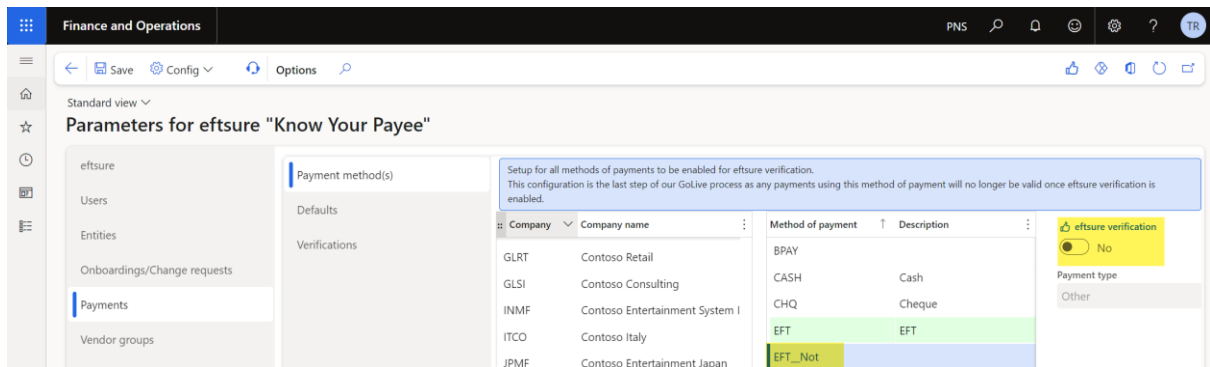 Finance and Operations PNS ? TR
Save Config Options
Standard view
Parameters for eftsure "Know Your Payee"
eftsure
Users
Entities
Onboardings/Change requests
Payments
Vendor groups
Payment method(s)
Defaults
Verifications
Setup for all methods of payments to be enabled for eftsure verification.
This configuration is the last step of our GoLive process as any payments using this method of payment will no longer be valid once eftsure verification is
enabled.
Company Company name
GLRT Contoso Retail
GLSI Contoso Consulting
INMF Contoso Entertainment System I
ITCO Contoso Italy
JPMF Contoso Entertainment Japan
Method of payment Description
BPAY
CASH Cash
CHQ Cheque
EFT EFT
EFT__Not
eftsure verification
No
Payment type
Other